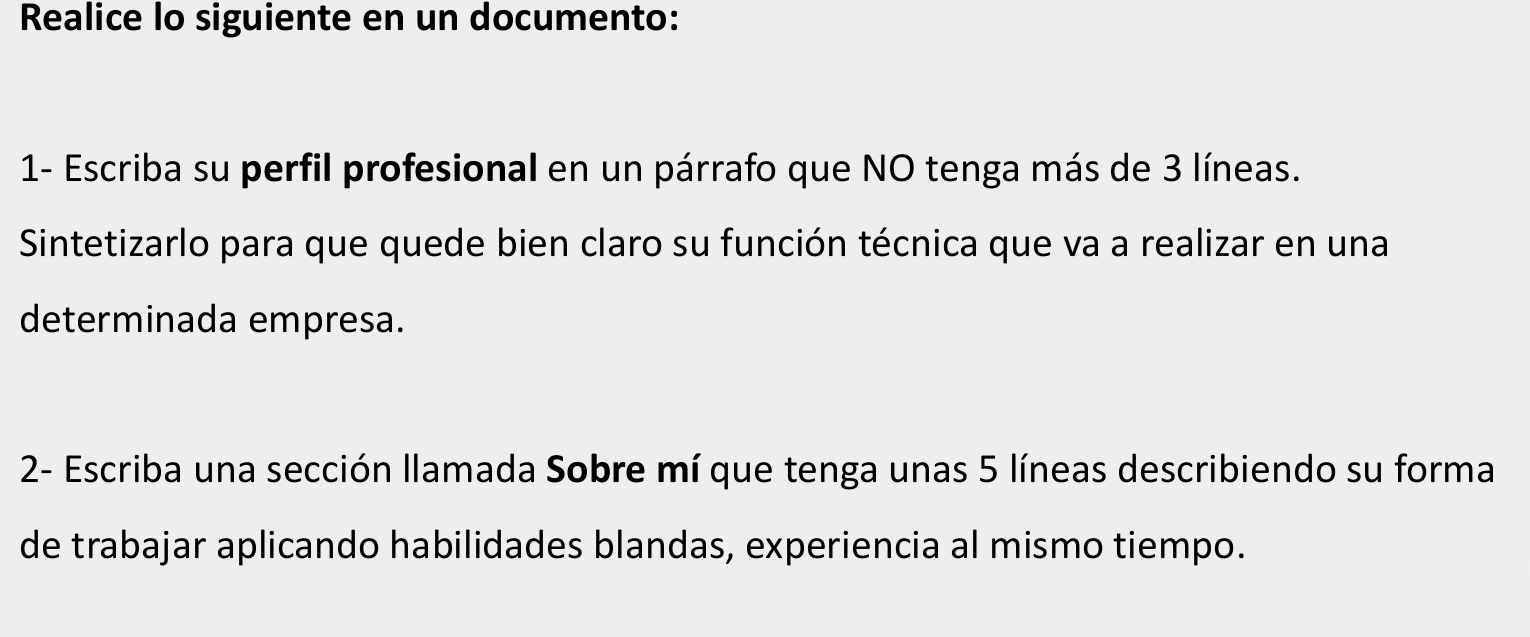 Realice lo siguiente en un documento:
1- Escriba su perfil profesional en un párrafo que NO tenga más de 3 líneas.
Sintetizarlo para que quede bien claro su función técnica que va a realizar en una
determinada empresa.
2- Escriba una sección llamada Sobre mí que tenga unas 5 líneas describiendo su forma
de trabajar aplicando habilidades blandas, experiencia al mismo tiempo.